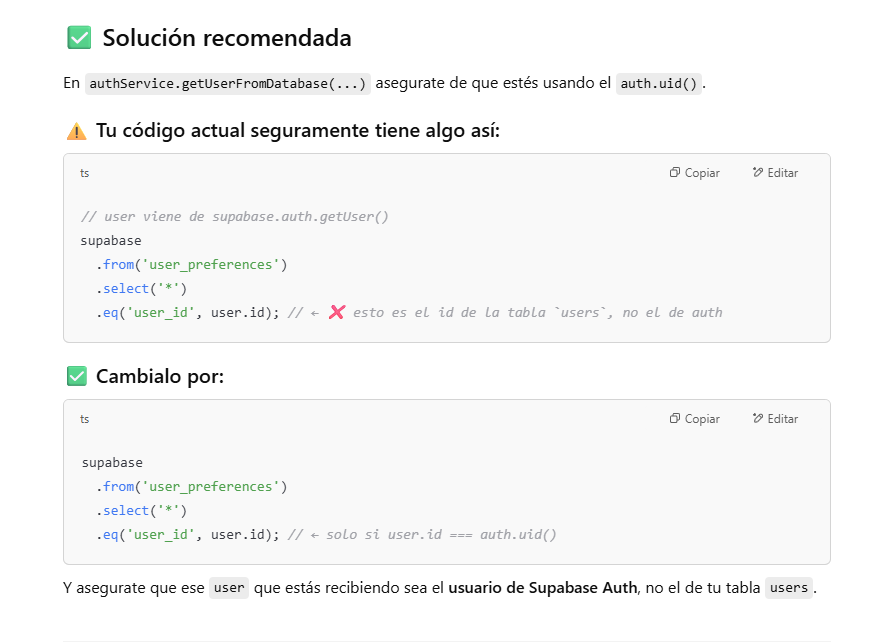 ✅ Solución recomendada
En authService.getUserFromDatabase(...) asegurate de que estés usando el auth.uid().
⚠️ Tu código actual seguramente tiene algo así:
ts Copiar Editar
// user viene de supabase.auth.getUser()
supabase
.from('user_preferences')
.select('*')
.eq('user_id', user.id); // ← ❌ esto es el id de la tabla `users`, no el de auth
✅ Cambialo por:
ts Copiar Editar
supabase
.from('user_preferences')
.select('*')
.eq('user_id', user.id); // ← solo si user.id === auth.uid()
Y asegurate que ese user que estás recibiendo sea el usuario de Supabase Auth, no el de tu tabla users.